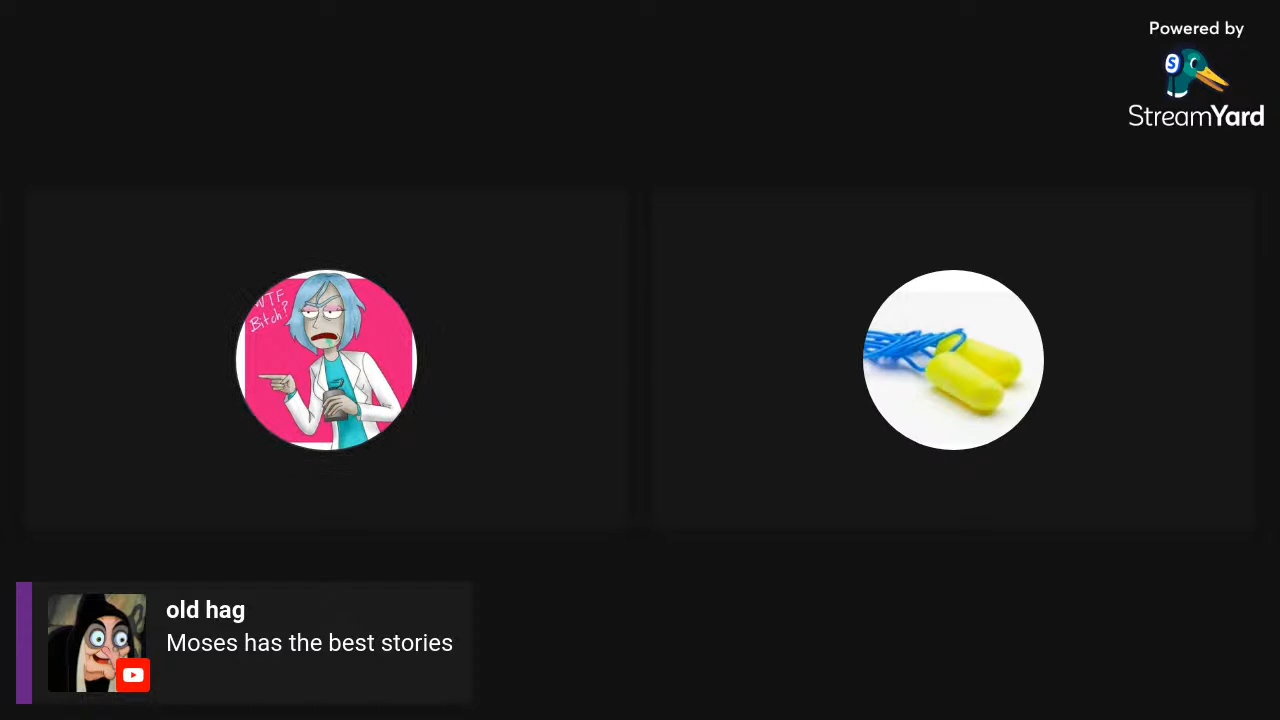 Powered by
S
StreamYard
WTF
Bitch?
old hag
Moses has the best stories